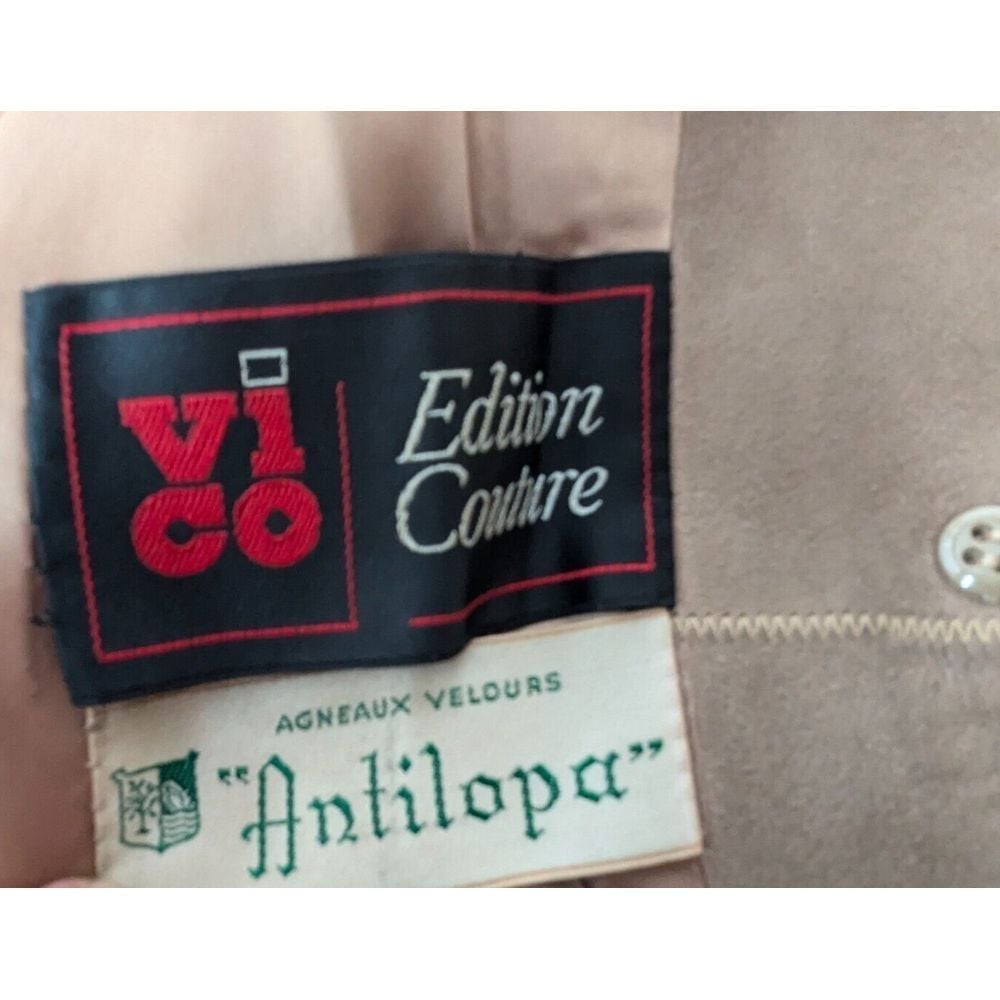 vi
co
Edition
Couture
AGNEAUX VELOURS
"Antilopa"